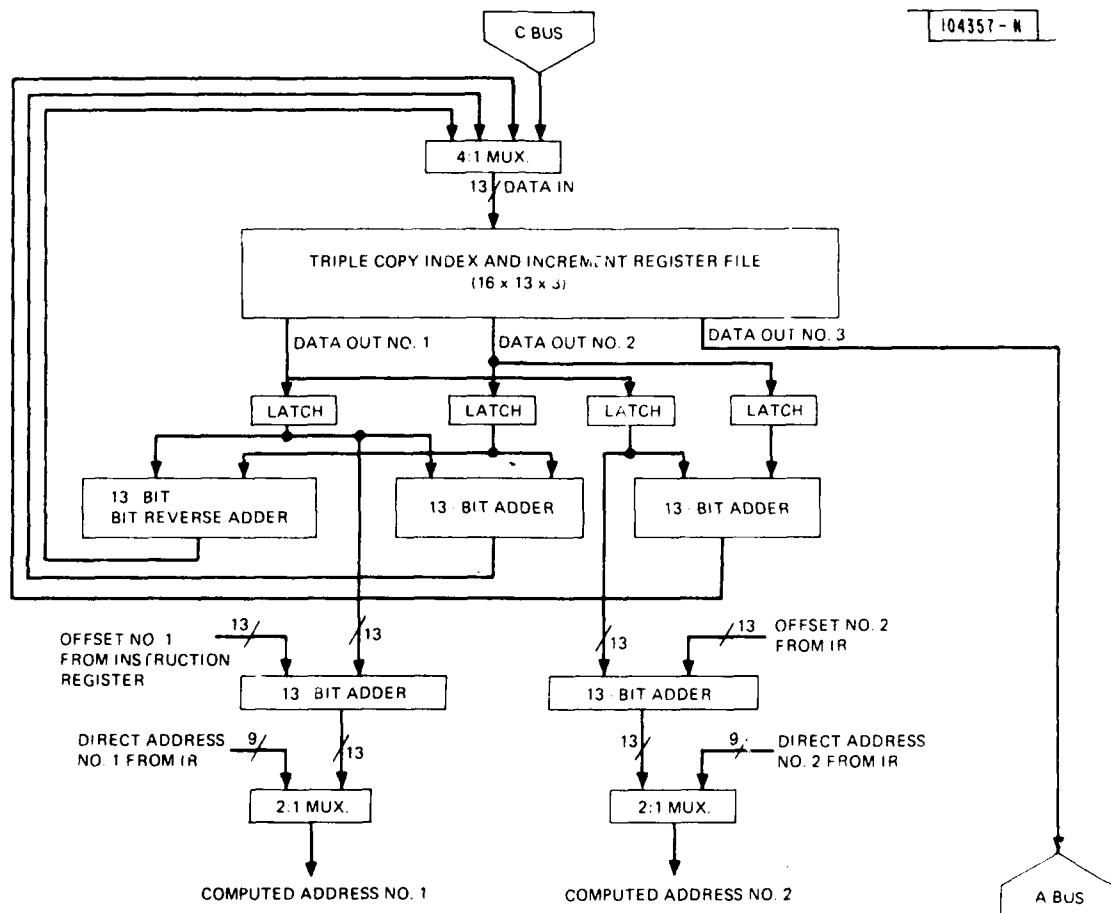 C BUS
104357-N
4:1 MUX.
13 DATA IN
TRIPLE COPY INDEX AND INCREMENT REGISTER FILE
(16 x 13 x 3)
DATA OUT NO. 1
DATA OUT NO. 2
DATA OUT NO. 3
LATCH
LATCH
LATCH
LATCH
13-BIT
BIT REVERSE ADDER
13-BIT ADDER
13-BIT ADDER
OFFSET NO. 1
FROM INSTRUCTION
REGISTER
13
13
13
13
OFFSET NO. 2
FROM IR
13-BIT ADDER
13-BIT ADDER
DIRECT ADDRESS
NO. 1 FROM IR
9
13
13
9
DIRECT ADDRESS
NO. 2 FROM IR
2:1 MUX.
2:1 MUX.
COMPUTED ADDRESS NO. 1
COMPUTED ADDRESS NO. 2
A BUS